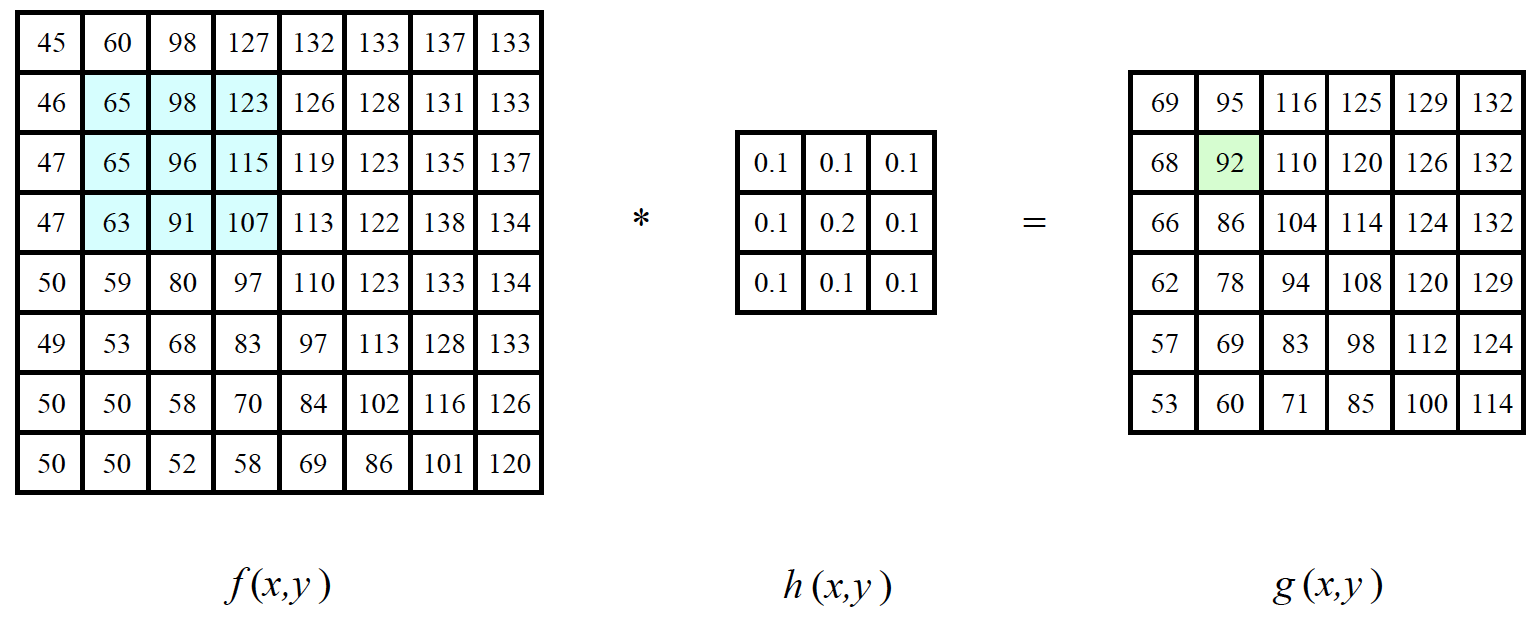 45 60 98 127 132 133 137 133
46 65 98 123 126 128 131 133
47 65 96 115 119 123 135 137
47 63 91 107 113 122 138 134
50 59 80 97 110 123 133 134
49 53 68 83 97 113 128 133
50 50 58 70 84 102 116 126
50 50 52 58 69 86 101 120
f(x,y)
*
0.1 0.1 0.1
0.1 0.2 0.1
0.1 0.1 0.1
h(x,y)
=
69 95 116 125 129 132
68 92 110 120 126 132
66 86 104 114 124 132
62 78 94 108 120 129
57 69 83 98 112 124
53 60 71 85 100 114
g(x,y)